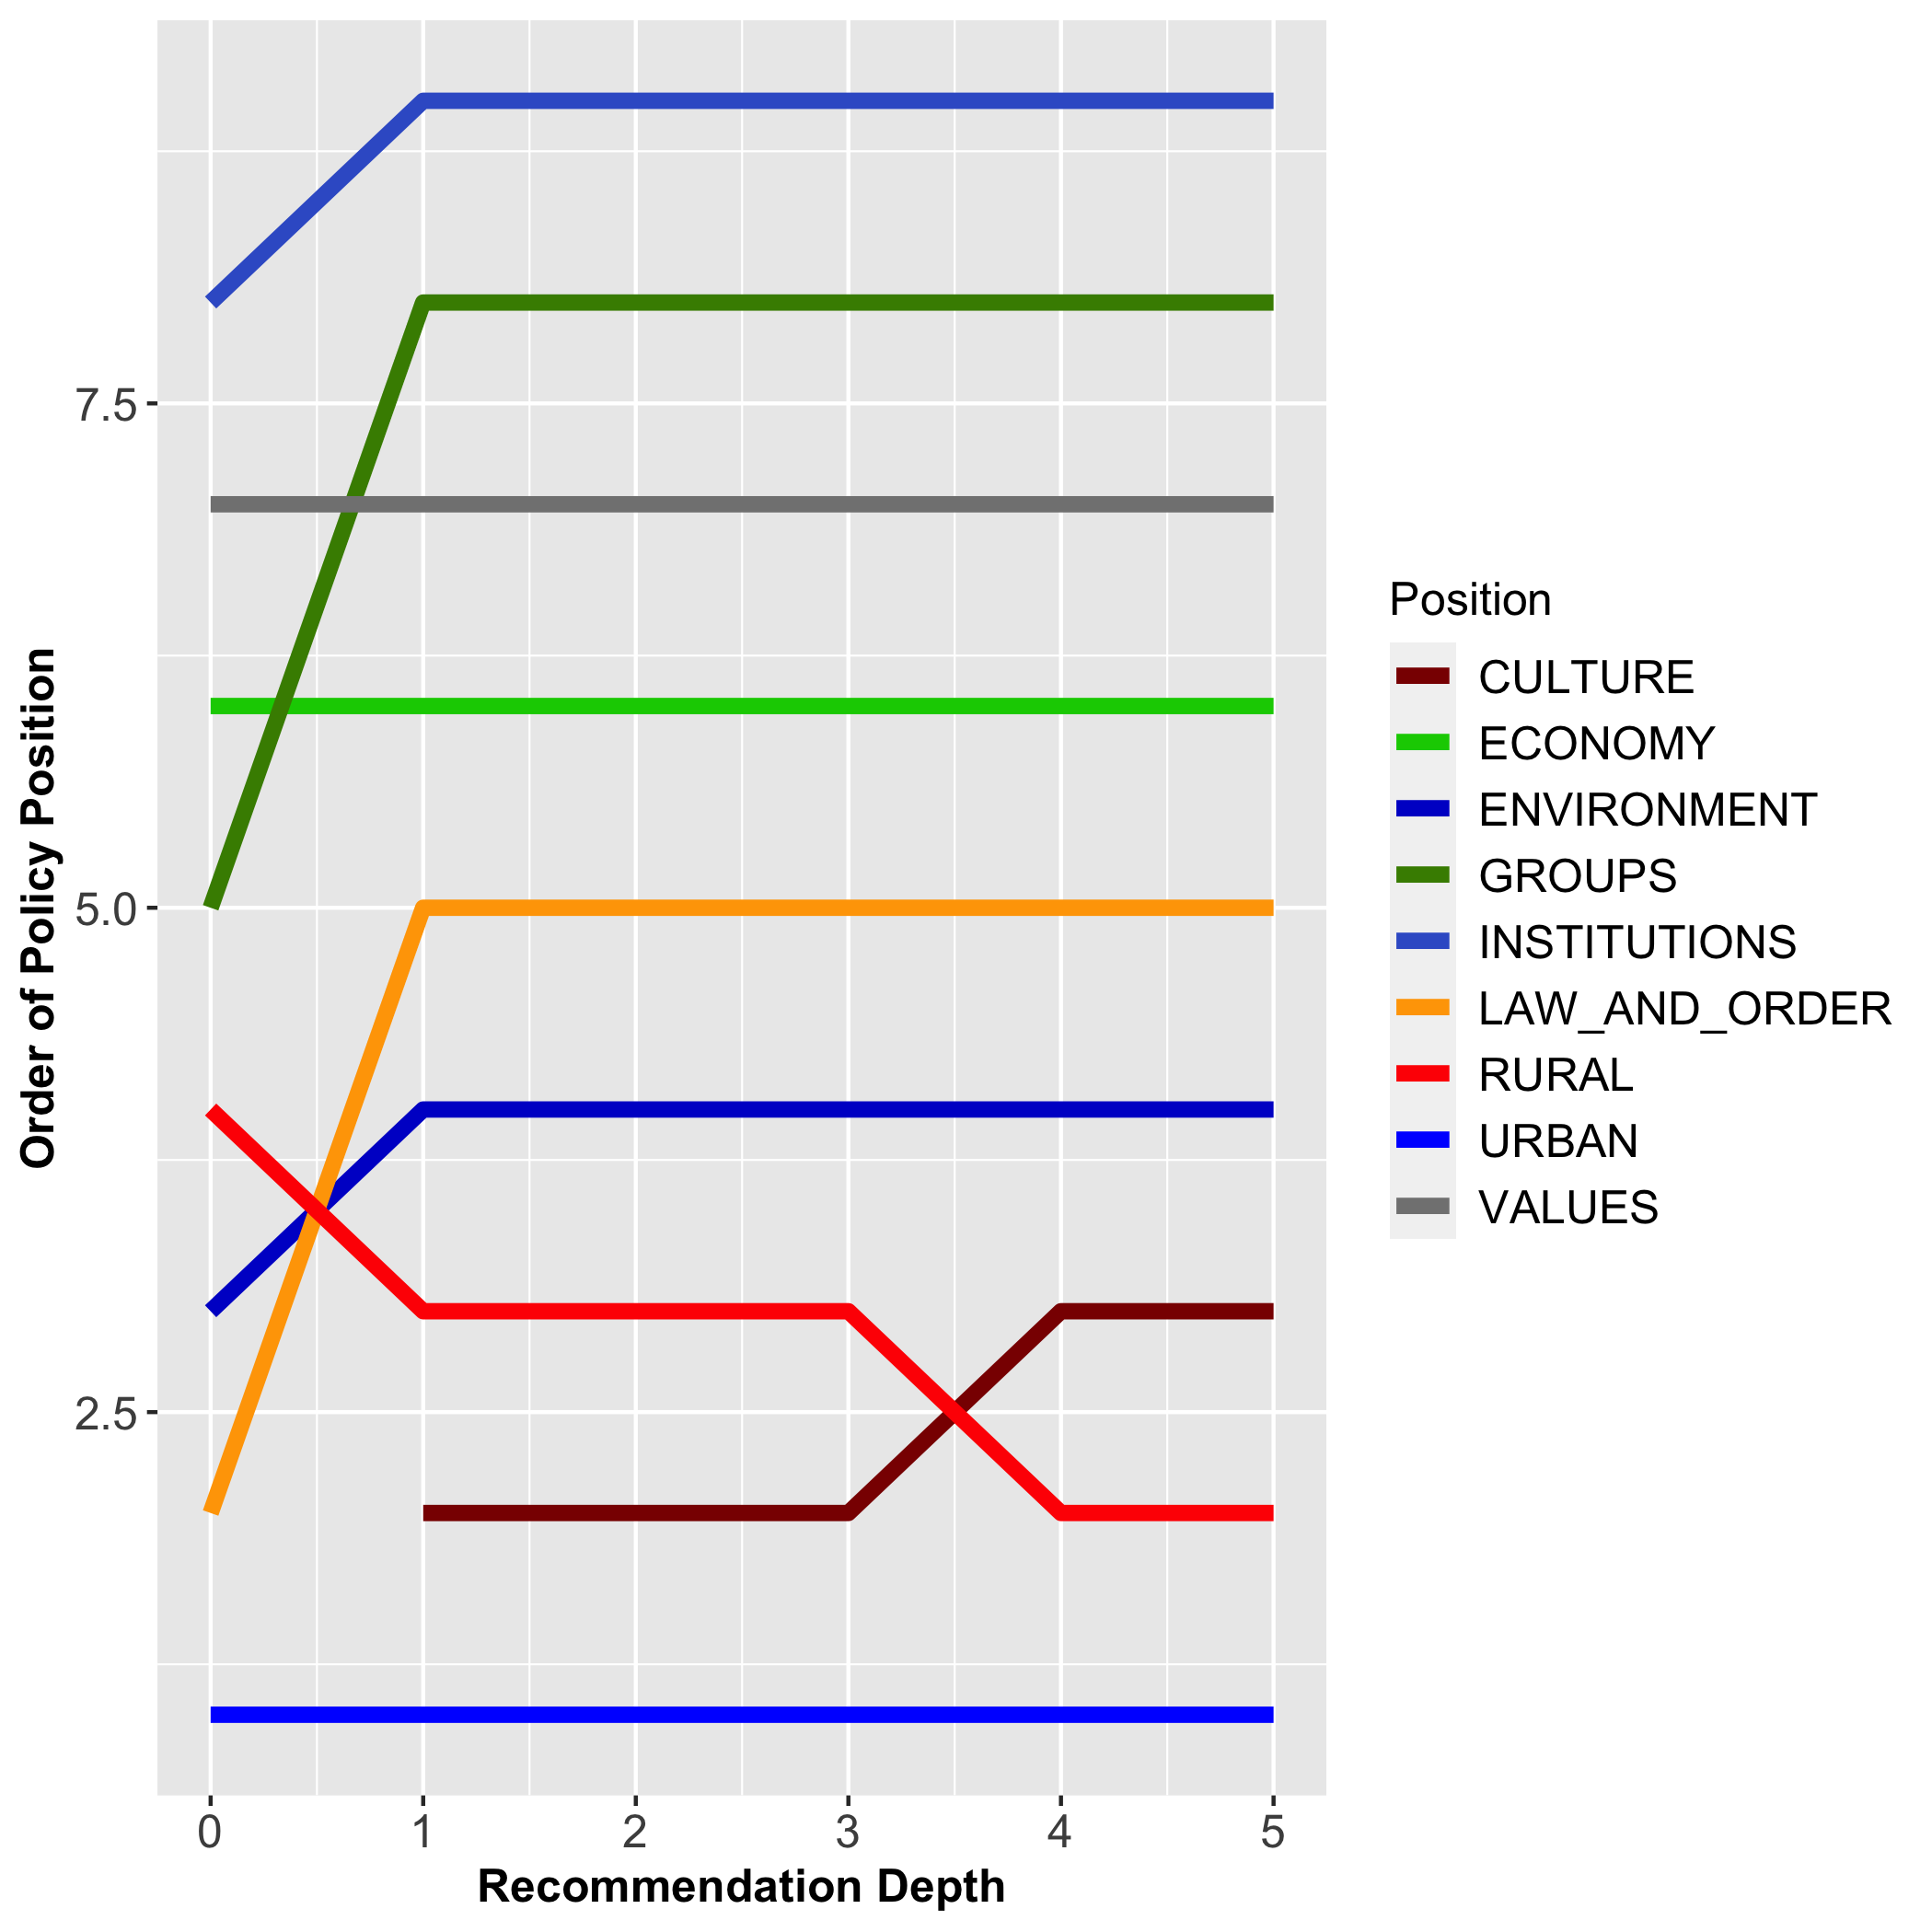 Order of Policy Position
7.5
5.0
2.5
0 1 2 3 4 5
Recommendation Depth
Position
CULTURE
ECONOMY
ENVIRONMENT
GROUPS
INSTITUTIONS
LAW_AND_ORDER
RURAL
URBAN
VALUES